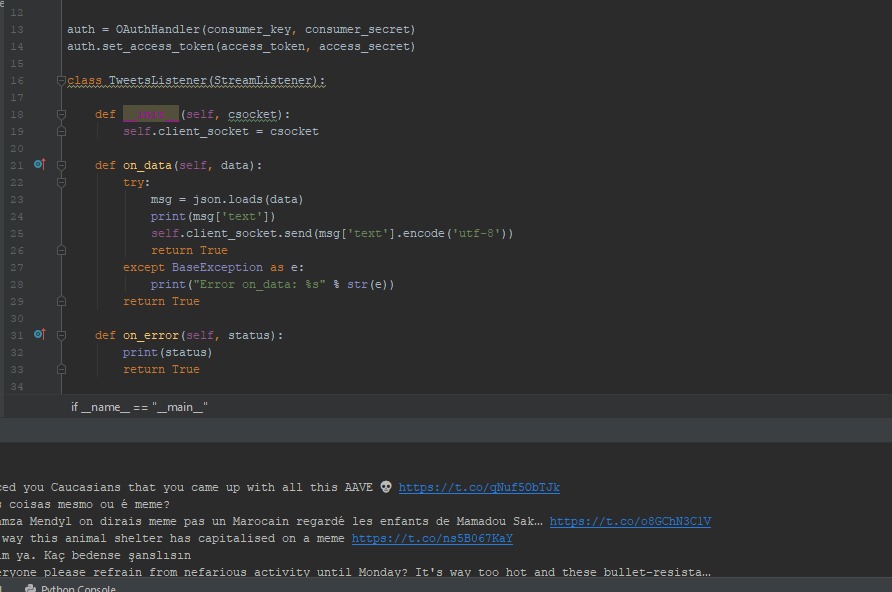 12
13 auth = OAuthHandler(consumer_key, consumer_secret)
14 auth.set_access_token(access_token, access_secret)
15
16 class TweetsListener(StreamListener):
17
18 def __init__(self, csocket):
19 self.client_socket = csocket
20
21 def on_data(self, data):
22 try:
23 msg = json.loads(data)
24 print(msg['text'])
25 self.client_socket.send(msg['text'].encode('utf-8'))
26 return True
27 except BaseException as e:
28 print("Error on_data: %s" % str(e))
29 return True
30
31 def on_error(self, status):
32 print(status)
33 return True
34
if __name__ == "__main__"
ced you Caucasians that you came up with all this AAVE 💀 https://t.co/qNuf5ObTJk
s coisas mesmo ou é meme?
amza Mendyl on dirais meme pas un Marocain regardé les enfants de Mamadou Sak… https://t.co/o8GChN3ClV
way this animal shelter has capitalised on a meme https://t.co/ns5B067KaY
ım ya. Kaç bedense şanslısın
eryone please refrain from nefarious activity until Monday? It's way too hot and these bullet-resista…
Python Console